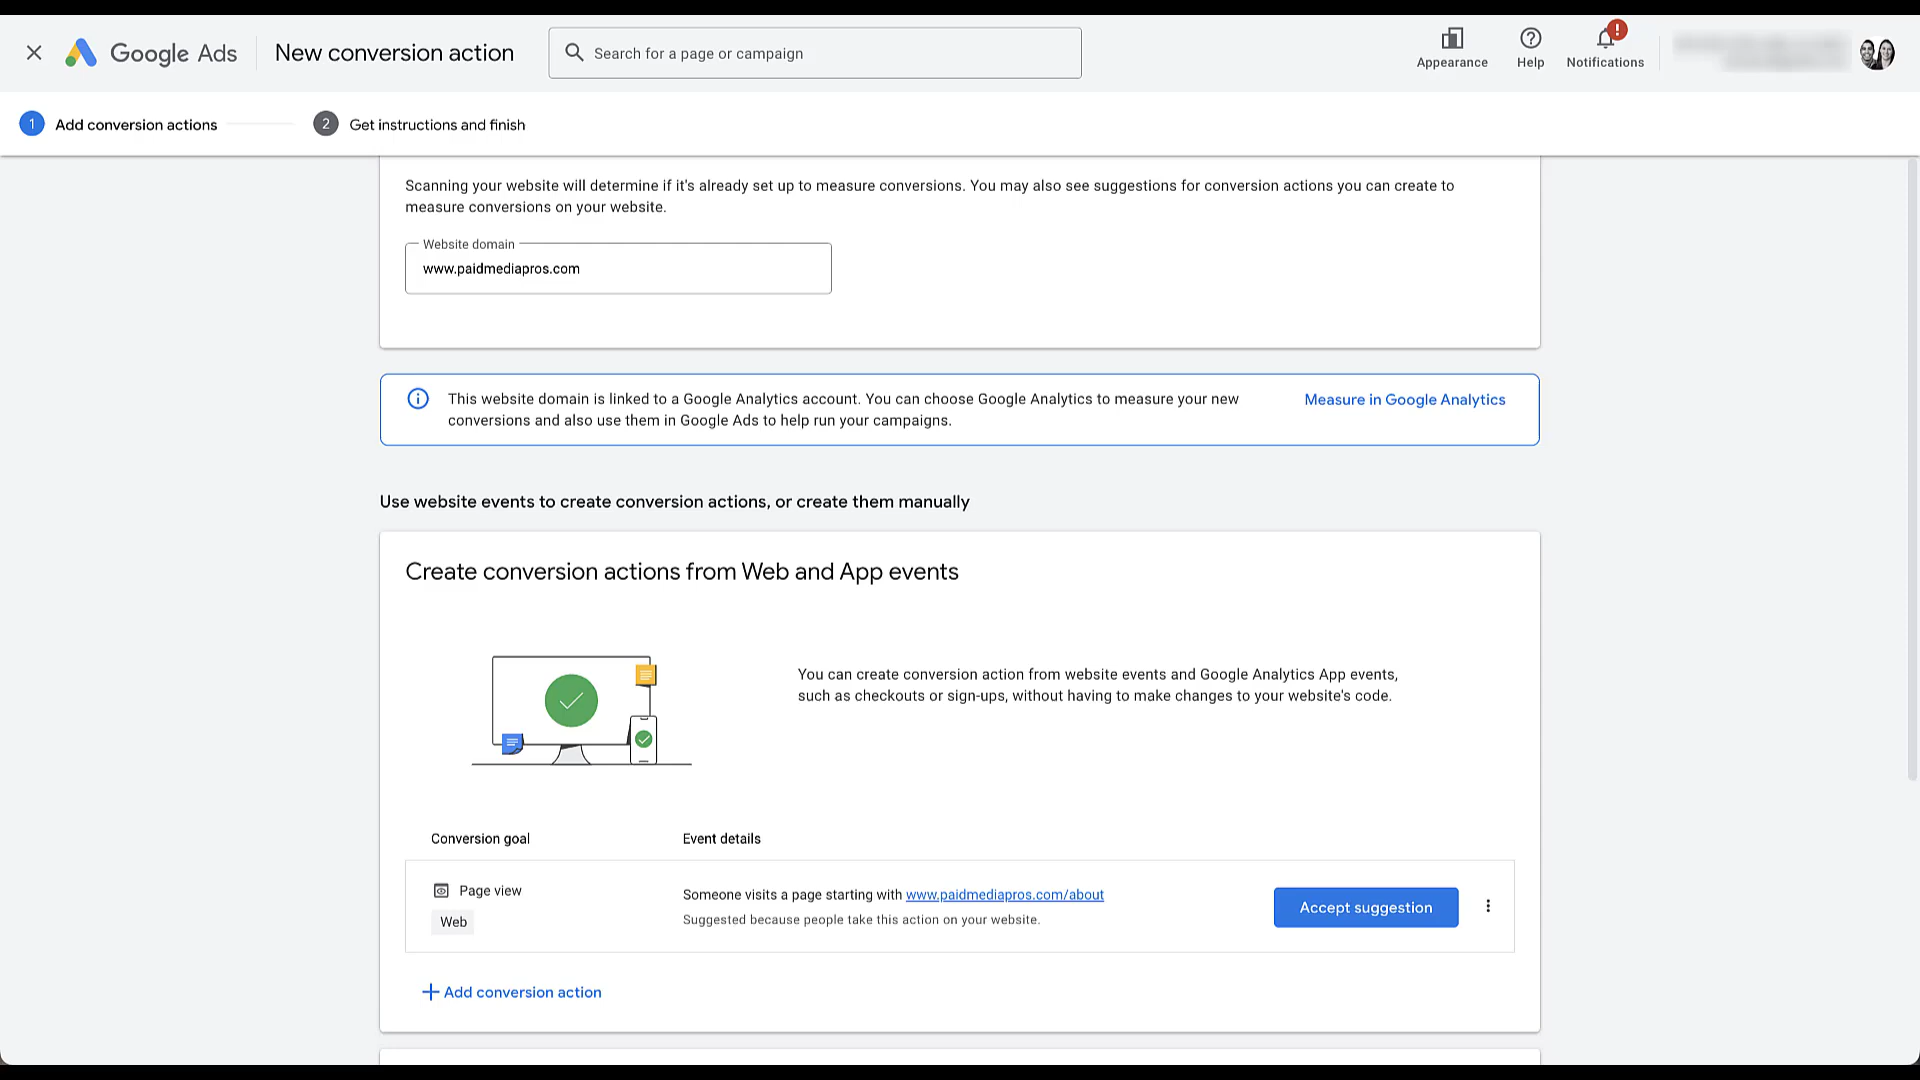 Google Ads
New conversion action
Search for a page or campaign
Appearance
Help
Notifications
!
1 Add conversion actions
2 Get instructions and finish
Scanning your website will determine if it's already set up to measure conversions. You may also see suggestions for conversion actions you can create to
measure conversions on your website.
Website domain
www.paidmediapros.com
This website domain is linked to a Google Analytics account. You can choose Google Analytics to measure your new
conversions and also use them in Google Ads to help run your campaigns.
Measure in Google Analytics
Use website events to create conversion actions, or create them manually
Create conversion actions from Web and App events
You can create conversion action from website events and Google Analytics App events,
such as checkouts or sign-ups, without having to make changes to your website's code.
Conversion goal
Event details
Page view
Web
Someone visits a page starting with www.paidmediapros.com/about
Suggested because people take this action on your website.
Accept suggestion
+ Add conversion action